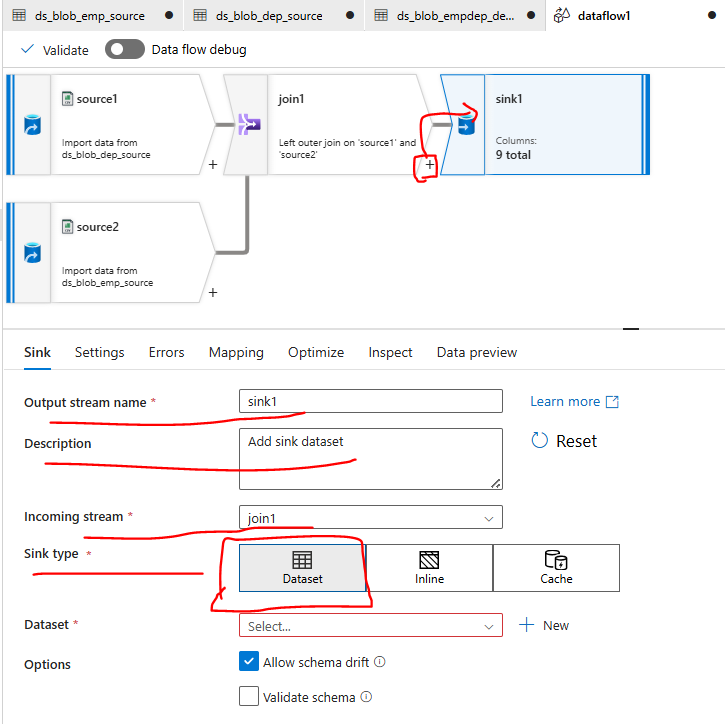 ds_blob_emp_source
ds_blob_dep_source
ds_blob_empdep_de...
dataflow1
Validate
Data flow debug
source1
Import data from
ds_blob_dep_source
+
join1
Left outer join on 'source1' and
'source2'
+
sink1
Columns:
9 total
source2
Import data from
ds_blob_emp_source
+
Sink
Settings
Errors
Mapping
Optimize
Inspect
Data preview
Output stream name *
sink1
Learn more
Description
Add sink dataset
Reset
Incoming stream *
join1
Sink type *
Dataset
Inline
Cache
Dataset *
Select...
+ New
Options
Allow schema drift
Validate schema